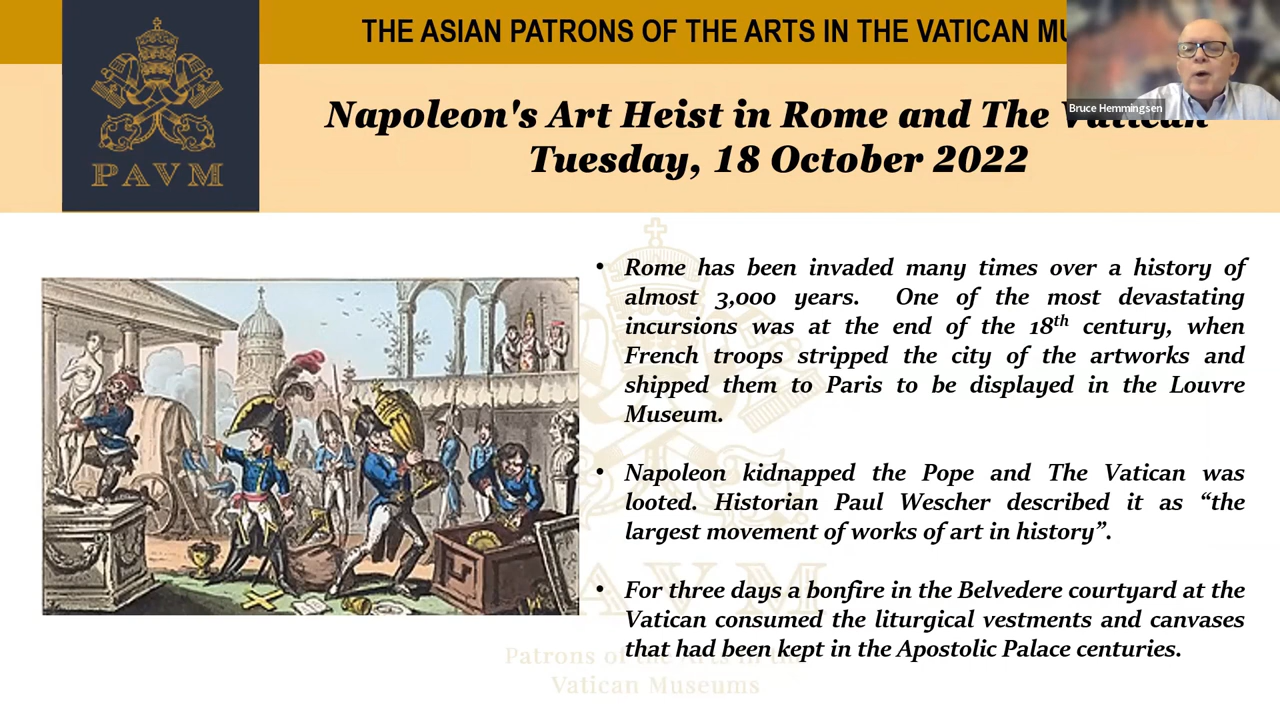 THE ASIAN PATRONS OF THE ARTS IN THE VATICAN
Bruce Hemmingsen
PAVM
Napoleon's Art Heist in Rome and The Vatican
Tuesday, 18 October 2022
• Rome has been invaded many times over a history of
almost 3,000 years. One of the most devastating
incursions was at the end of the 18th century, when
French troops stripped the city of the artworks and
shipped them to Paris to be displayed in the Louvre
Museum.
• Napoleon kidnapped the Pope and The Vatican was
looted. Historian Paul Wescher described it as “the
largest movement of works of art in history”.
• For three days a bonfire in the Belvedere courtyard at the
Vatican consumed the liturgical vestments and canvases
that had been kept in the Apostolic Palace centuries.
PAVM
Patrons of the Arts in the
Vatican Museums